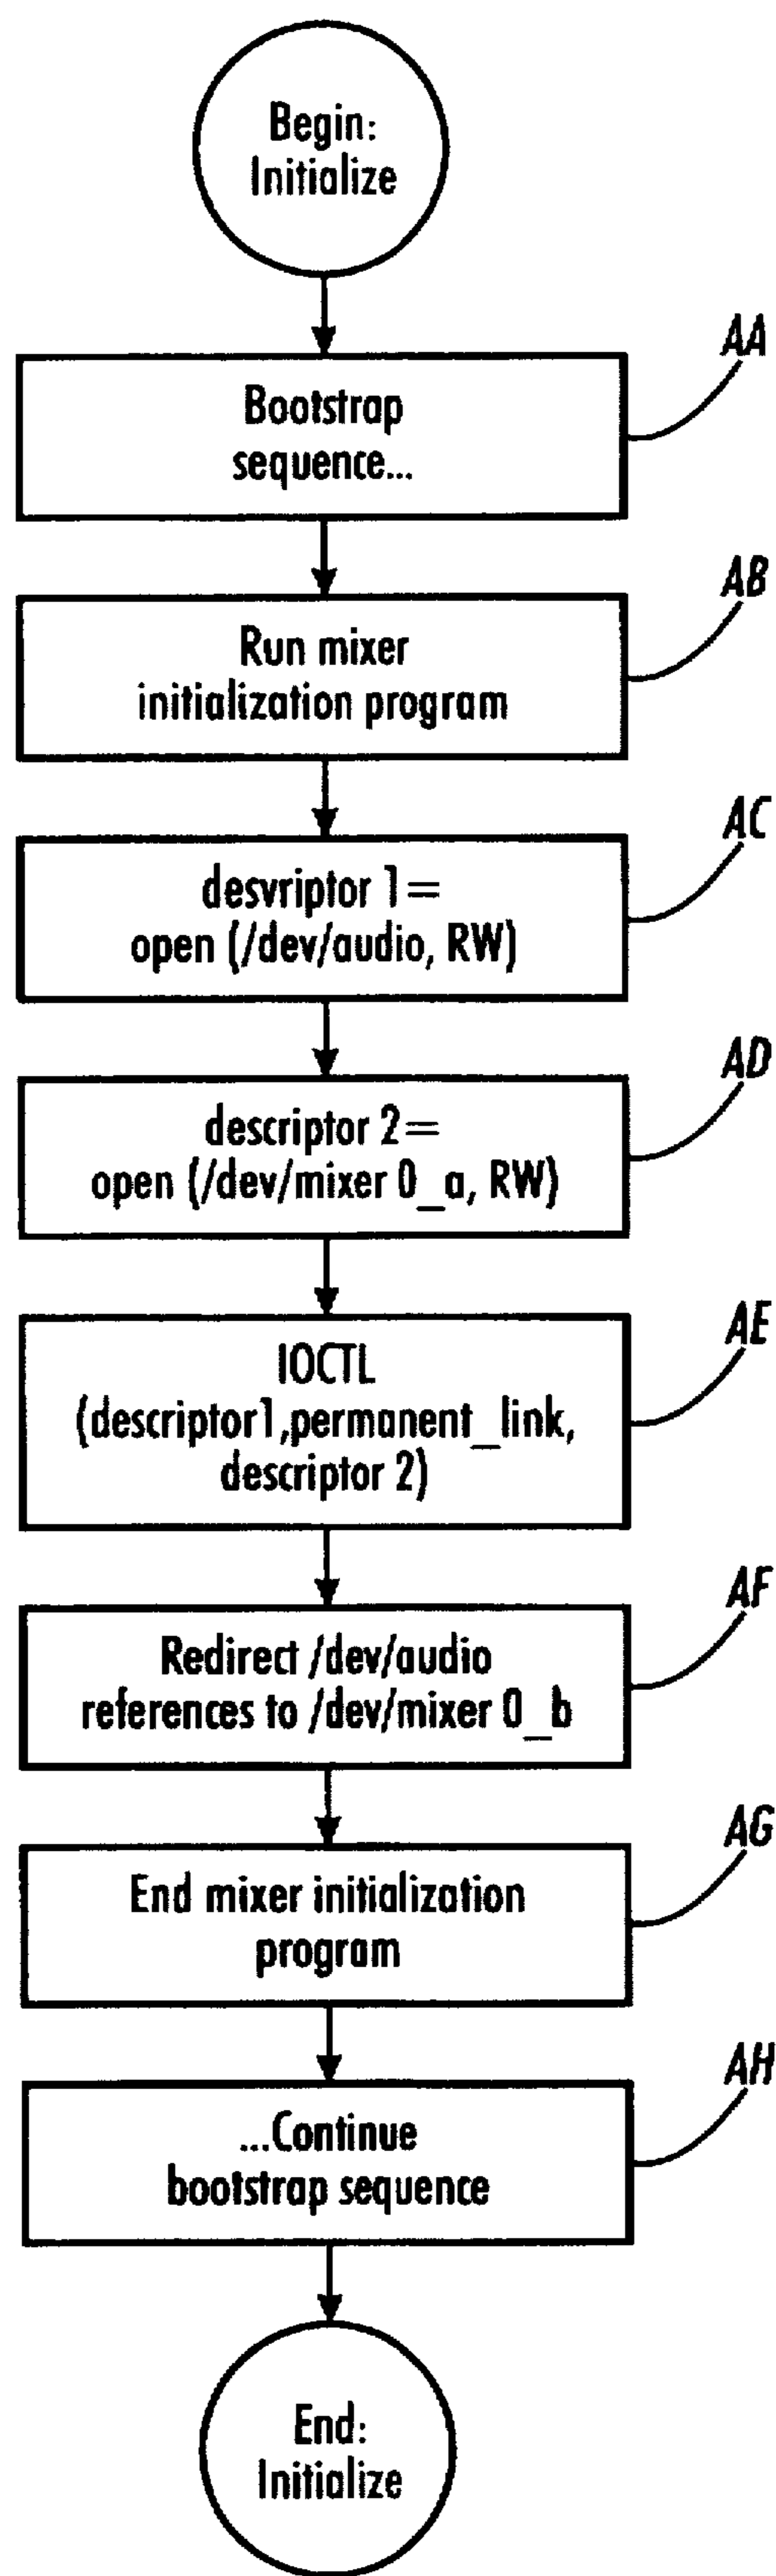 Begin:
Initialize
AA
Bootstrap
sequence...
AB
Run mixer
initialization program
AC
desvriptor 1=
open (/dev/audio, RW)
AD
descriptor 2=
open (/dev/mixer 0_a, RW)
AE
IOCTL
(descriptor1,permanent_link,
descriptor 2)
AF
Redirect /dev/audio
references to /dev/mixer 0_b
AG
End mixer initialization
program
AH
...Continue
bootstrap sequence
End:
Initialize